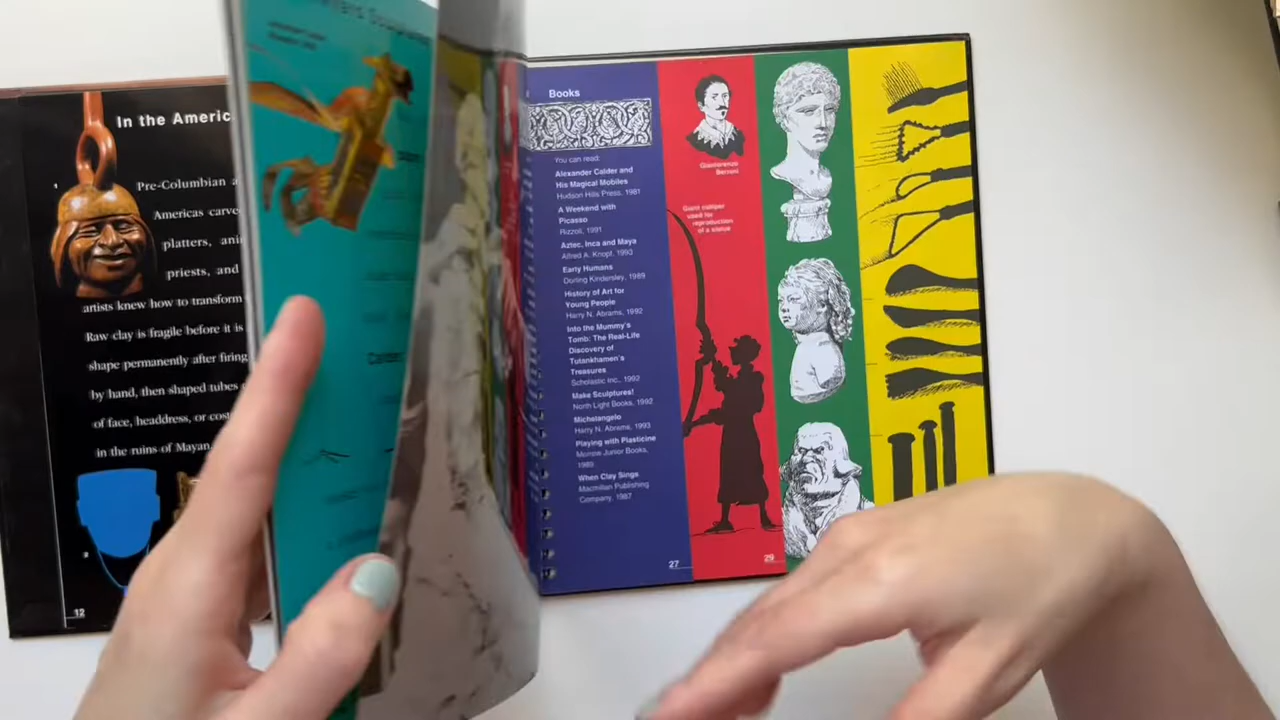 In the Americ
Pre-Columbian a
Americas carve
platters, ani
priests, and
artists knew how to transform
Raw clay is fragile before it is
shape permanently after firing
by hand, then shaped tubes
of face, headdress, or cos
in the ruins of Mayan
12
Books
You can read:
Alexander Calder and
His Magical Mobiles
Hudson Hills Press, 1981
A Weekend with
Picasso
Rizzoli, 1991
Aztec, Inca and Maya
Alfred A. Knopf, 1993
Early Humans
Dorling Kindersley, 1989
History of Art for
Young People
Harry N. Abrams, 1992
Into the Mummy's
Tomb: The Real-Life
Discovery of
Tutankhamen's
Treasures
Scholastic Inc., 1992
Make Sculptures!
North Light Books, 1992
Michelangelo
Harry N. Abrams, 1993
Playing with Plasticine
Morrow Junior Books,
1989
When Clay Sings
Macmillan Publishing
Company, 1987
27
Gianlorenzo
Bernini
Giant caliper
used for
reproduction
of a statue
29